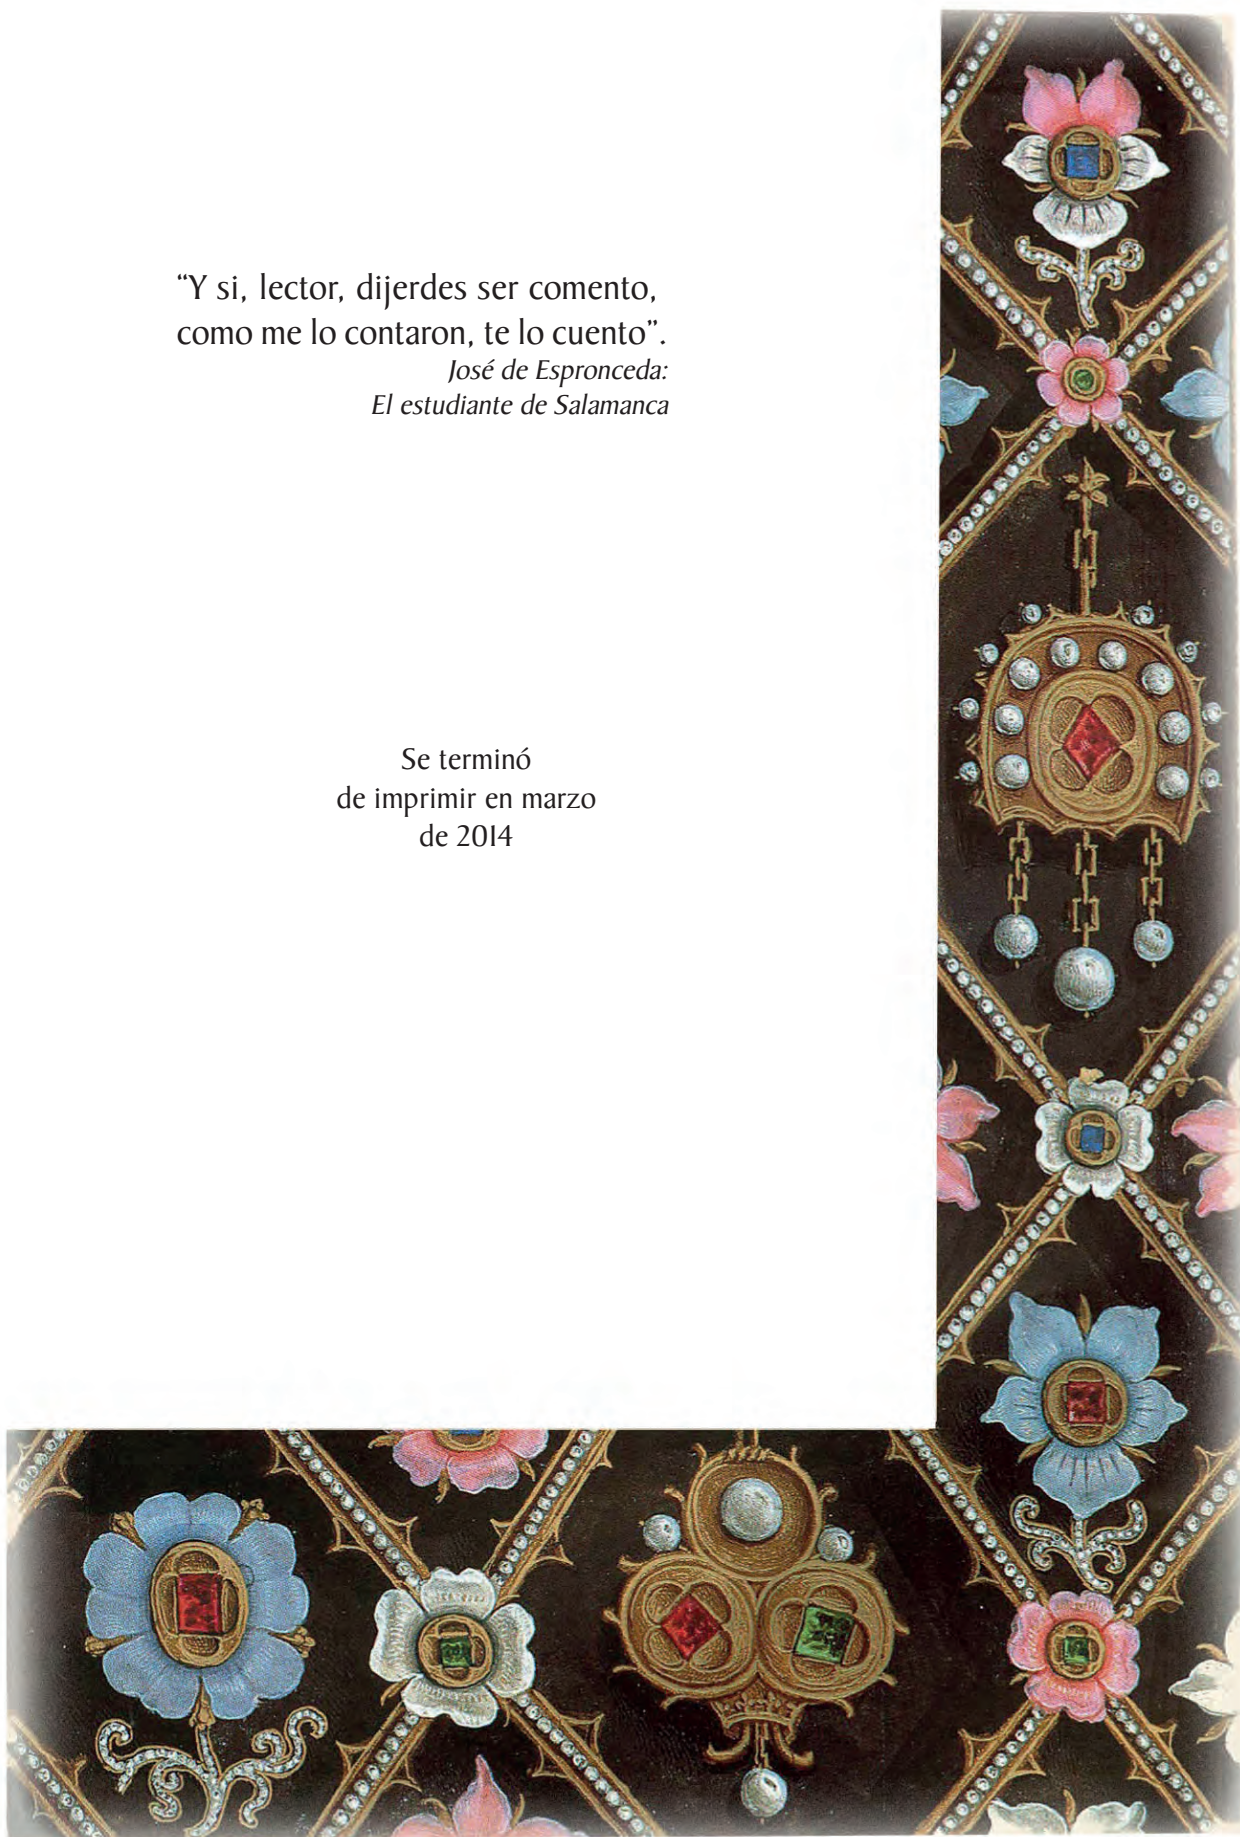 “Y si, lector, dijerdes ser comento,
como me lo contaron, te lo cuento”.
José de Espronceda:
El estudiante de Salamanca
Se terminó
de imprimir en marzo
de 2014